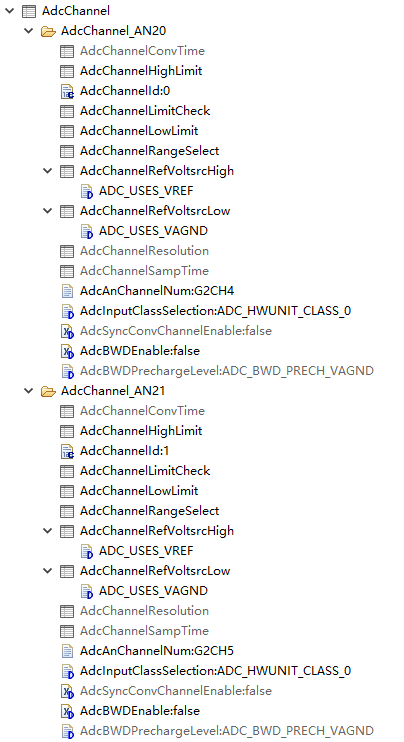 AdcChannel
AdcChannel_AN20
AdcChannelConvTime
AdcChannelHighLimit
AdcChannelId:0
AdcChannelLimitCheck
AdcChannelLowLimit
AdcChannelRangeSelect
AdcChannelRefVoltsrcHigh
ADC_USES_VREF
AdcChannelRefVoltsrcLow
ADC_USES_VAGND
AdcChannelResolution
AdcChannelSampTime
AdcAnChannelNum:G2CH4
AdcInputClassSelection:ADC_HWUNIT_CLASS_0
AdcSyncConvChannelEnable:false
AdcBWDEnable:false
AdcBWDPrechargeLevel:ADC_BWD_PRECH_VAGND
AdcChannel_AN21
AdcChannelConvTime
AdcChannelHighLimit
AdcChannelId:1
AdcChannelLimitCheck
AdcChannelLowLimit
AdcChannelRangeSelect
AdcChannelRefVoltsrcHigh
ADC_USES_VREF
AdcChannelRefVoltsrcLow
ADC_USES_VAGND
AdcChannelResolution
AdcChannelSampTime
AdcAnChannelNum:G2CH5
AdcInputClassSelection:ADC_HWUNIT_CLASS_0
AdcSyncConvChannelEnable:false
AdcBWDEnable:false
AdcBWDPrechargeLevel:ADC_BWD_PRECH_VAGND